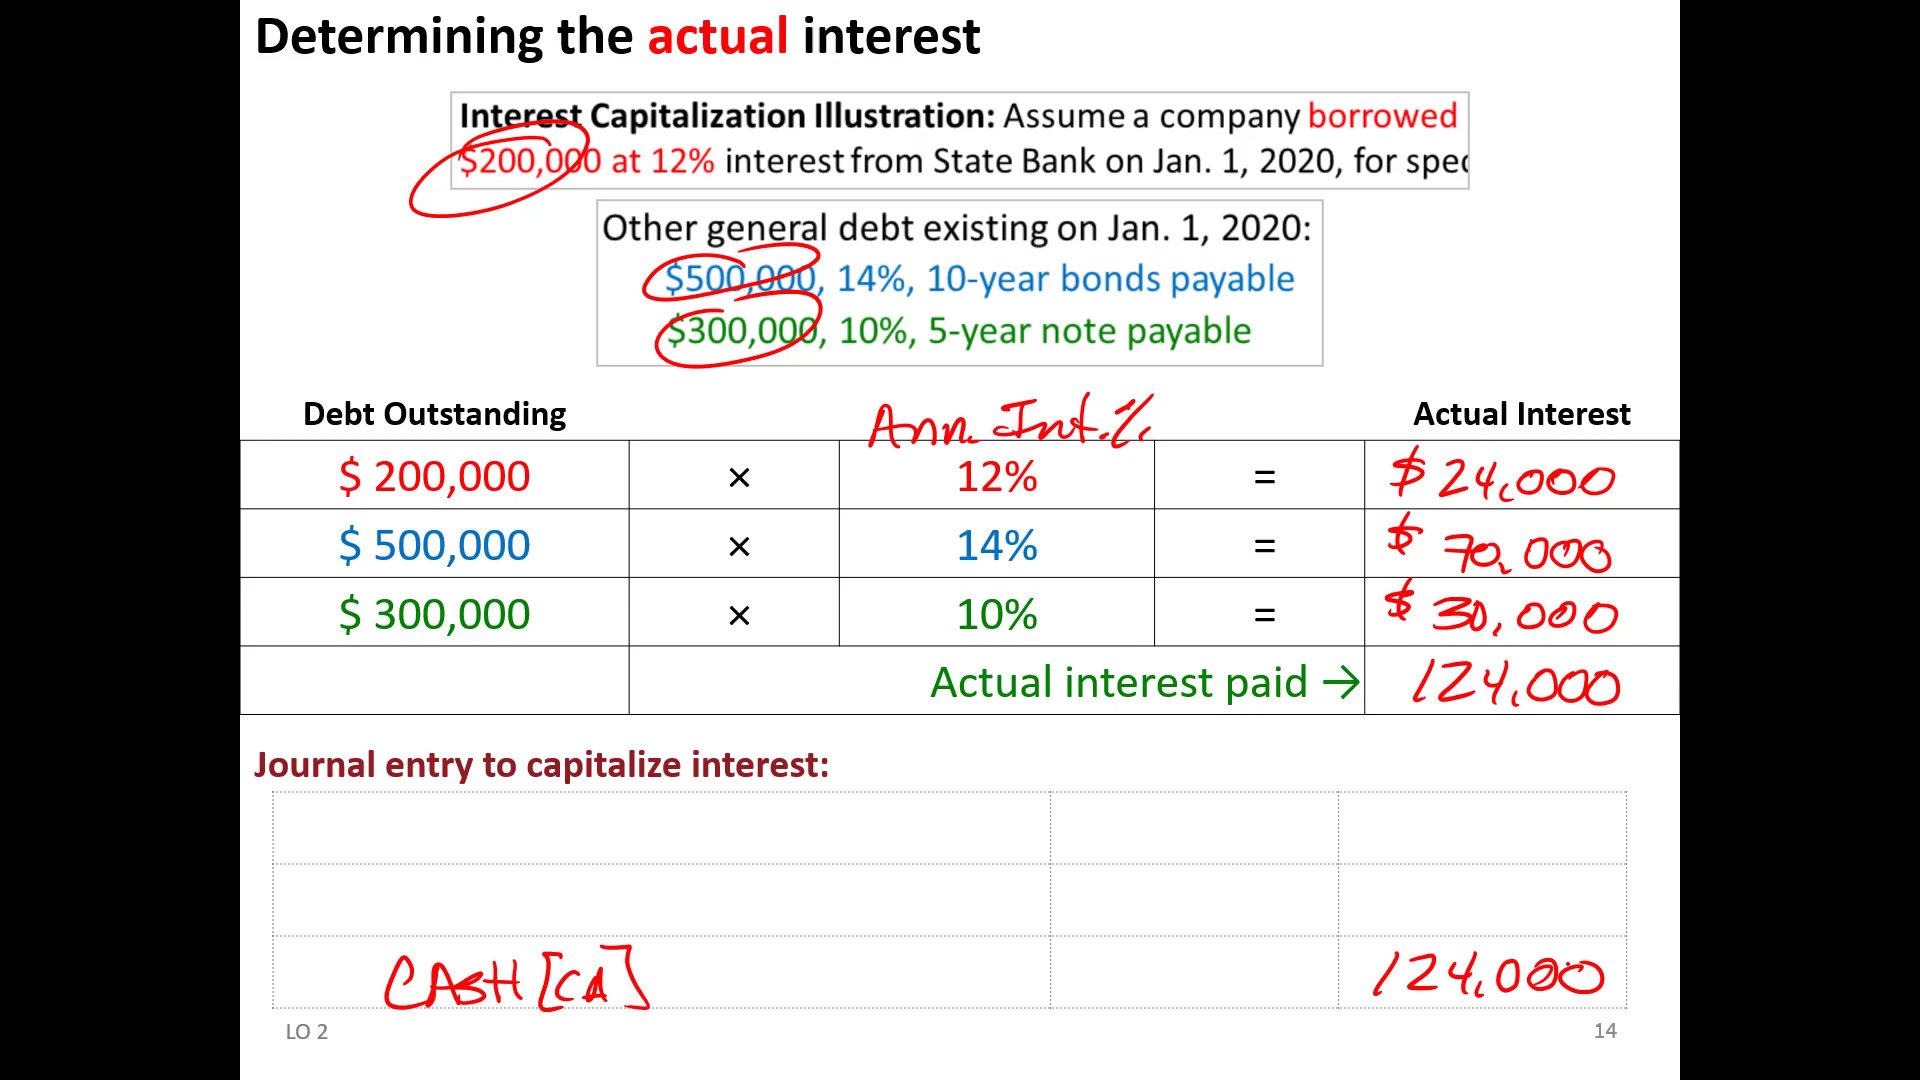 Determining the actual interest
Interest Capitalization Illustration: Assume a company borrowed
$200,000 at 12% interest from State Bank on Jan. 1, 2020, for spec
Other general debt existing on Jan. 1, 2020:
$500,000, 14%, 10-year bonds payable
$300,000, 10%, 5-year note payable
Debt Outstanding Ann. Int. % Actual Interest
$ 200,000 × 12% = $ 24,000
$ 500,000 × 14% = $ 70,000
$ 300,000 × 10% = $ 30,000
Actual interest paid → 124,000
Journal entry to capitalize interest:
CASH [CA] 124,000
LO 2 14